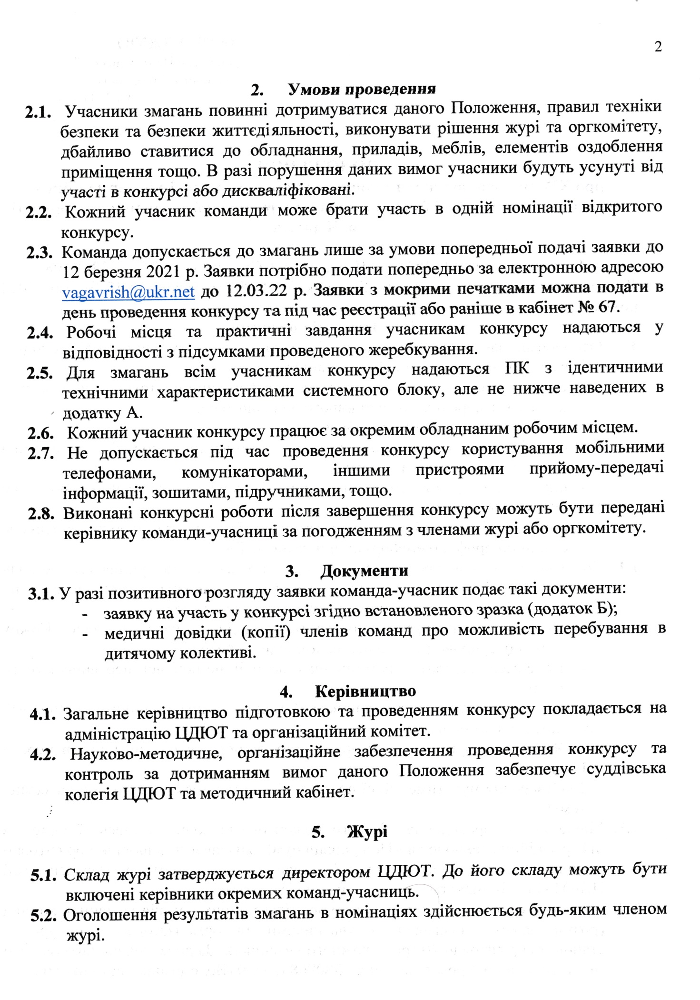 2
2. Умови проведення
2.1. Учасники змагань повинні дотримуватися даного Положення, правил техніки
безпеки та безпеки життєдіяльності, виконувати рішення журі та оргкомітету,
дбайливо ставитися до обладнання, приладів, меблів, елементів оздоблення
приміщення тощо. В разі порушення даних вимог учасники будуть усунуті від
участі в конкурсі або дискваліфіковані.
2.2. Кожний учасник команди може брати участь в одній номінації відкритого
конкурсу.
2.3. Команда допускається до змагань лише за умови попередньої подачі заявки до
12 березня 2021 р. Заявки потрібно подати попередньо за електронною адресою
vagavrish@ukr.net до 12.03.22 р. Заявки з мокрими печатками можна подати в
день проведення конкурсу та під час реєстрації або раніше в кабінет № 67.
2.4. Робочі місця та практичні завдання учасникам конкурсу надаються у
відповідності з підсумками проведеного жеребкування.
2.5. Для змагань всім учасникам конкурсу надаються ПК з ідентичними
технічними характеристиками системного блоку, але не нижче наведених в
додатку А.
2.6. Кожний учасник конкурсу працює за окремим обладнаним робочим місцем.
2.7. Не допускається під час проведення конкурсу користування мобільними
телефонами, комунікаторами, іншими пристроями прийому-передачі
інформації, зошитами, підручниками, тощо.
2.8. Виконані конкурсні роботи після завершення конкурсу можуть бути передані
керівнику команди-учасниці за погодженням з членами журі або оргкомітету.
3. Документи
3.1. У разі позитивного розгляду заявки команда-учасник подає такі документи:
- заявку на участь у конкурсі згідно встановленого зразка (додаток Б);
- медичні довідки (копії) членів команд про можливість перебування в
дитячому колективі.
4. Керівництво
4.1. Загальне керівництво підготовкою та проведенням конкурсу покладається на
адміністрацію ЦДЮТ та організаційний комітет.
4.2. Науково-методичне, організаційне забезпечення проведення конкурсу та
контроль за дотриманням вимог даного Положення забезпечує суддівська
колегія ЦДЮТ та методичний кабінет.
5. Журі
5.1. Склад журі затверджується директором ЦДЮТ. До його складу можуть бути
включені керівники окремих команд-учасниць.
5.2. Оголошення результатів змагань в номінаціях здійснюється будь-яким членом
журі.